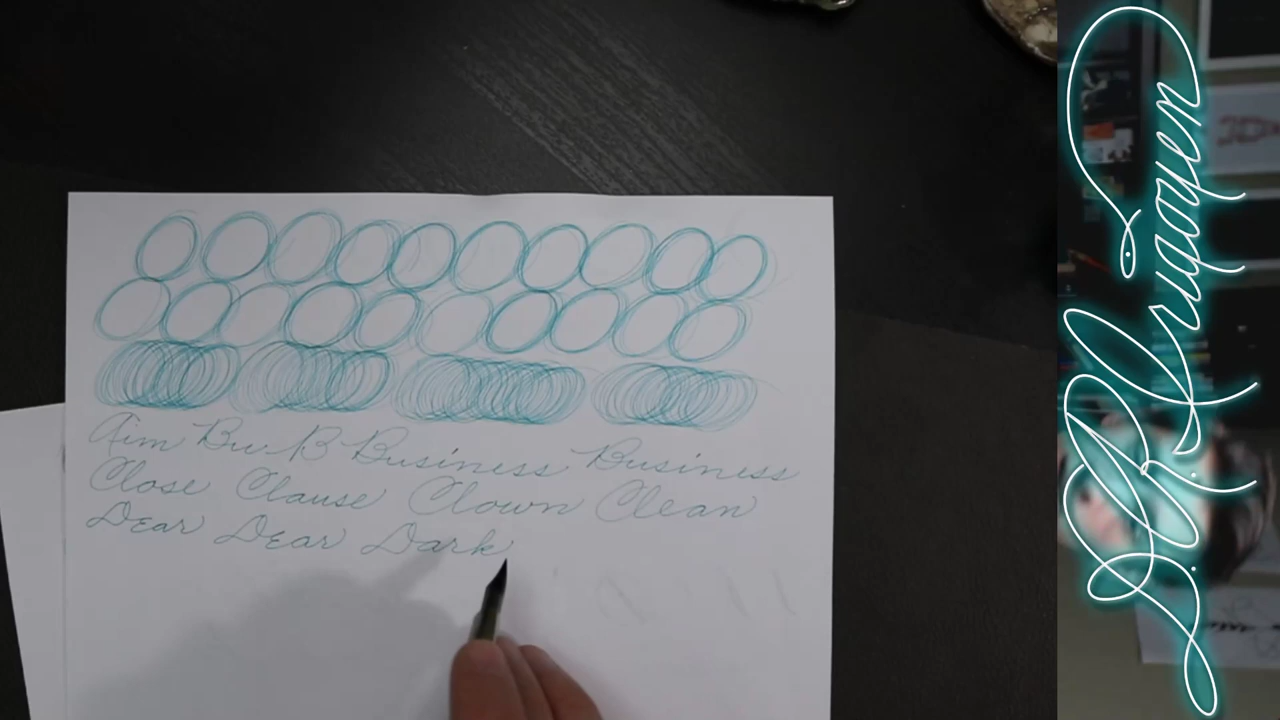 Aim Bu B Business Business
Close Clause Clown Clean
Dear Dear Dark